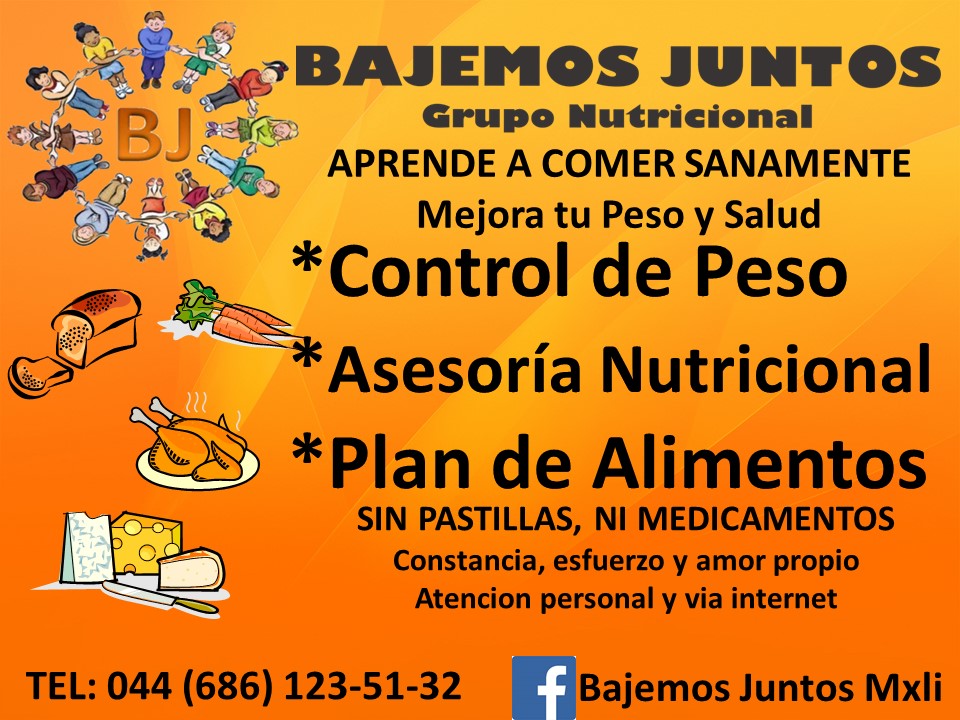 BJ
BAJEMOS JUNTOS
Grupo Nutricional
APRENDE A COMER SANAMENTE
Mejora tu Peso y Salud
*Control de Peso
*Asesoría Nutricional
*Plan de Alimentos
SIN PASTILLAS, NI MEDICAMENTOS
Constancia, esfuerzo y amor propio
Atencion personal y via internet
TEL: 044 (686) 123-51-32
f Bajemos Juntos Mxli